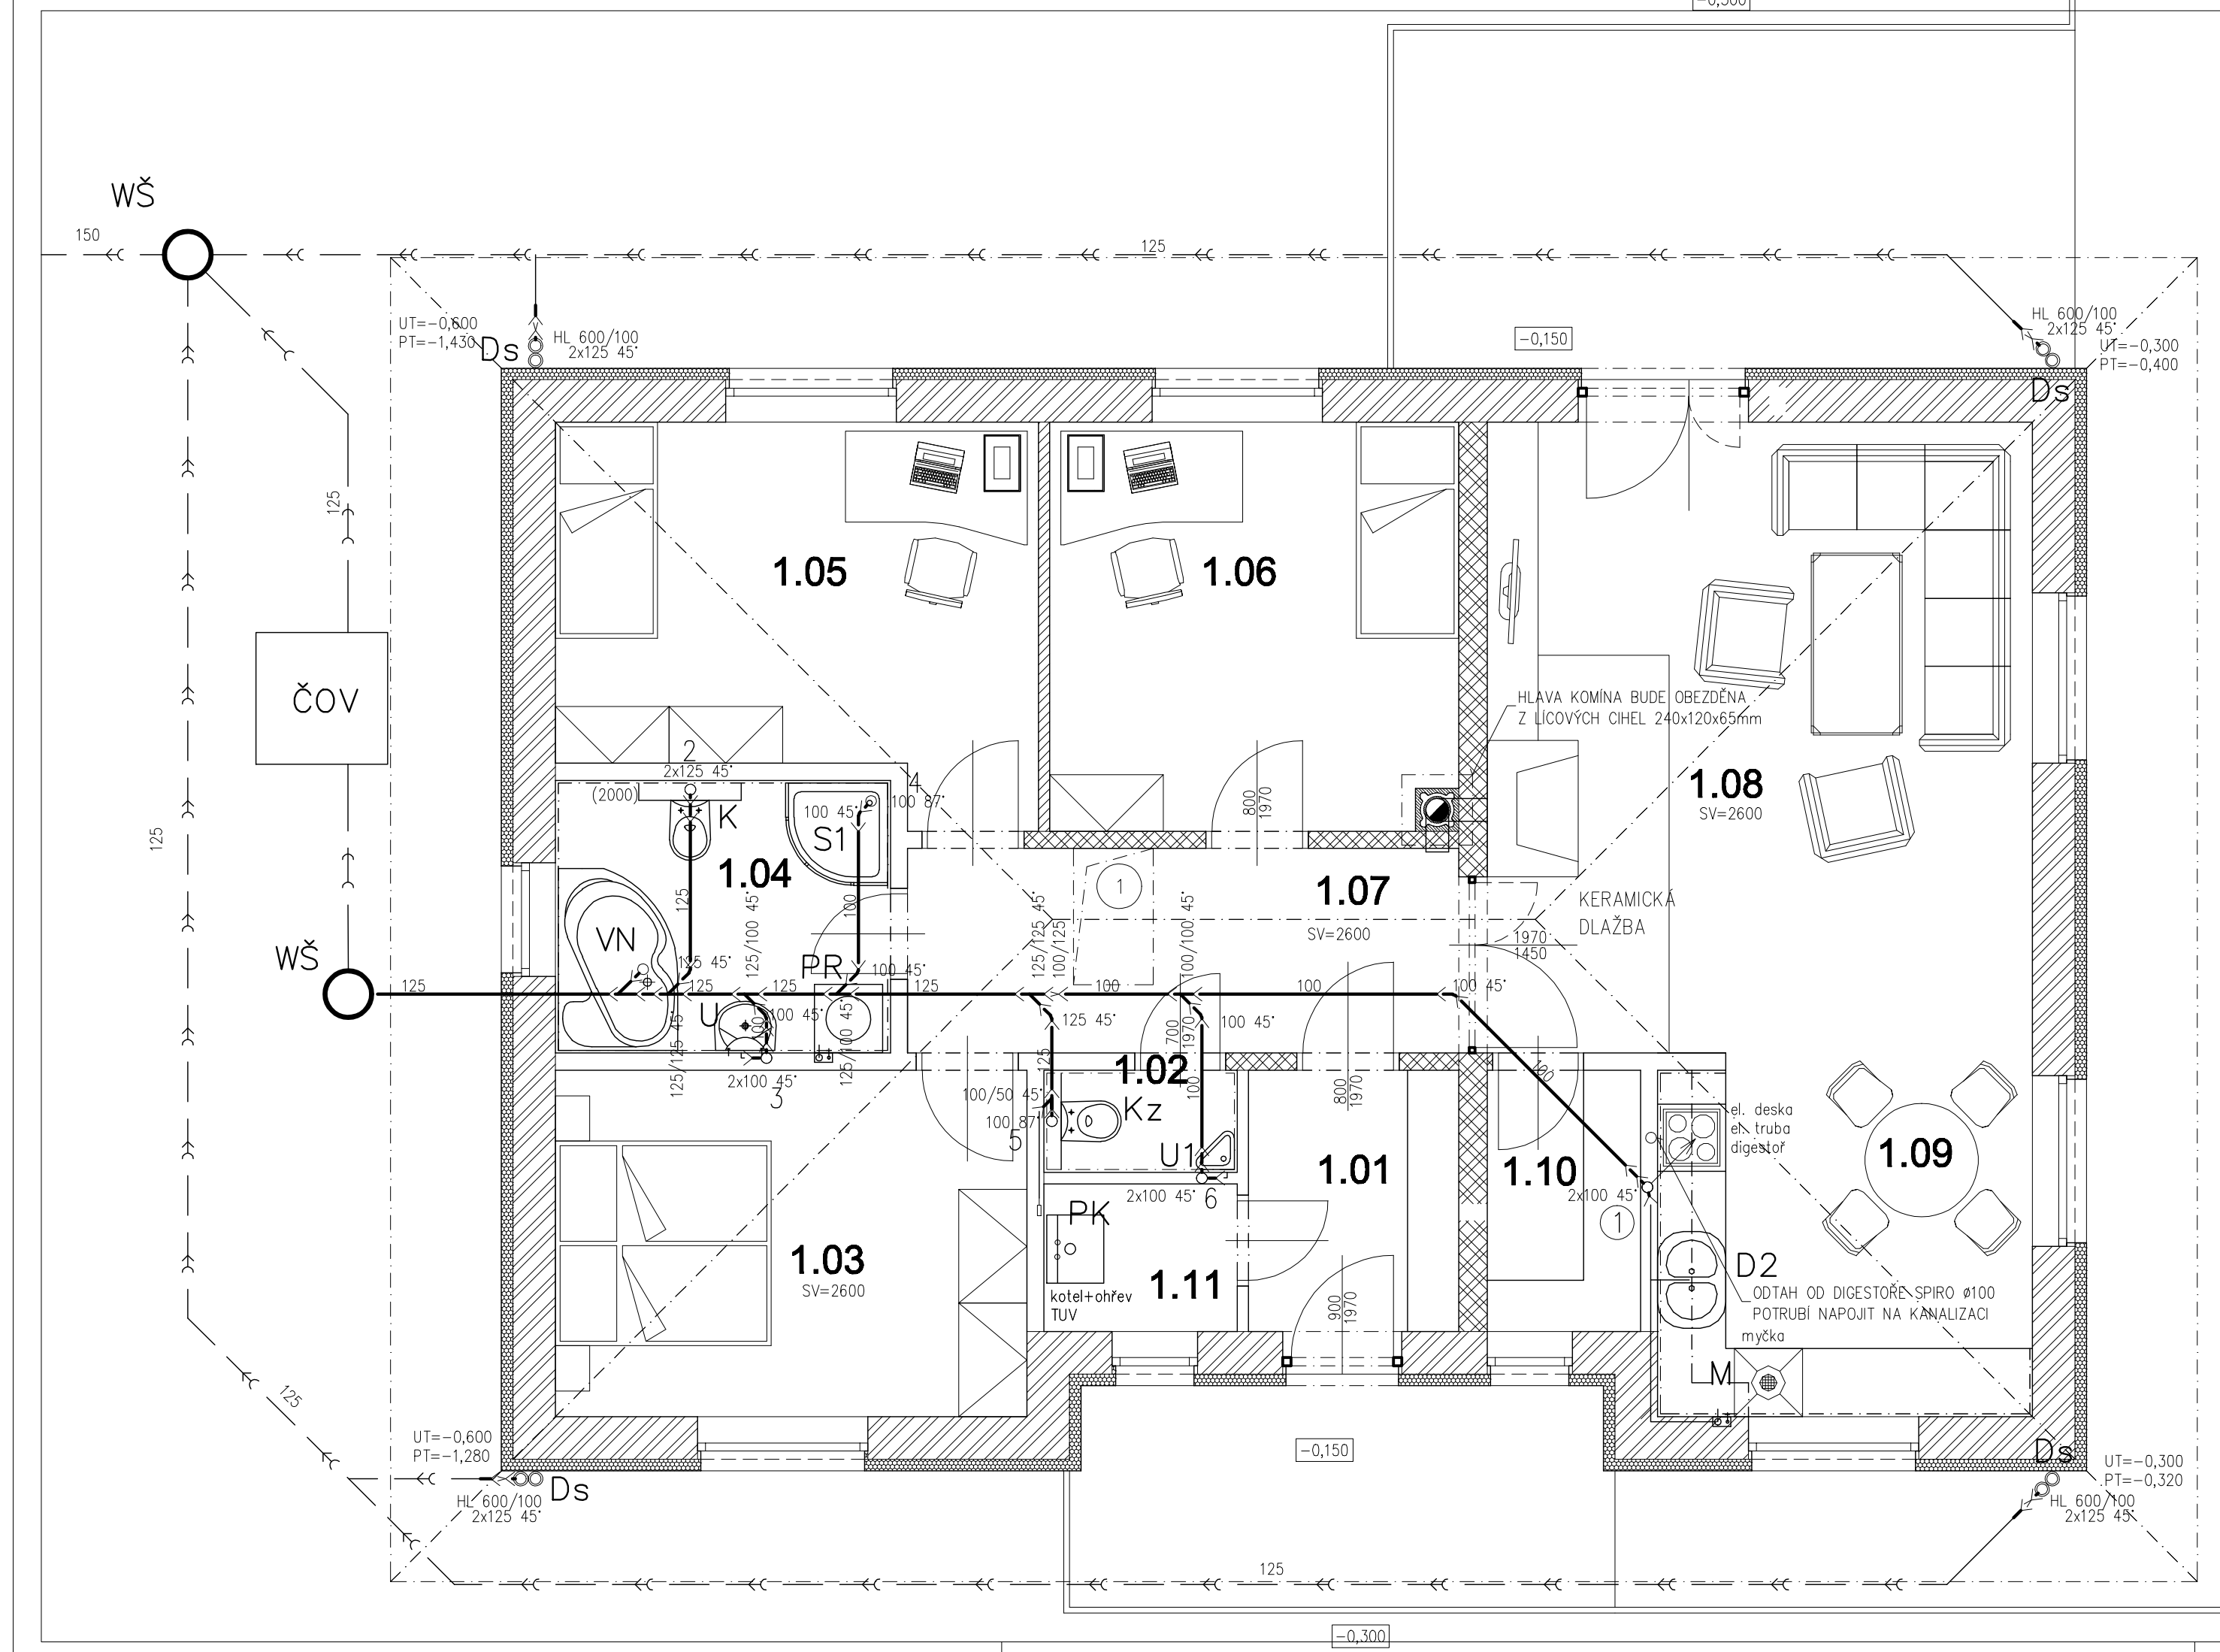 -0,300
WŠ
150
125
UT=-0,600
PT=-1,430
Ds
HL 600/100
2x125 45°
-0,150
HL 600/100
2x125 45°
UT=-0,300
PT=-0,400
Ds
125
1.05
1.06
ČOV
HLAVA KOMÍNA BUDE OBEZDĚNA
Z LÍCOVÝCH CIHEL 240x120x65mm
2
2x125 45°
(2000)
K
4
100 45°
100 87°
S1
800
1970
1.08
SV=2600
125
1.04
125
100
125/100 45°
1
1.07
SV=2600
125/125 45°
100/125
100/100 45°
KERAMICKÁ
DLAŽBA
1970
1450
VN
WŠ
125 45°
PR
100 45°
125
125
125
125
100
100
100 45°
U
100
100 45°
125/125 45°
125/100 45°
125 45°
700
1970
100 45°
2x100 45°
3
125
1.02
100
100
800
1970
100/50 45°
100 87°
5
Kz
U1
2x100 45°
6
1.01
1.10
2x100 45°
1
el. deska
el truba
digestoř
1.09
PK
1.03
SV=2600
1.11
kotel+ohřev
TUV
900
1970
D2
ODTAH OD DIGESTOŘE SPIRO ø100
POTRUBÍ NAPOJIT NA KANALIZACI
myčka
M
125
UT=-0,600
PT=-1,280
HL 600/100
2x125 45°
Ds
-0,150
Ds
UT=-0,300
PT=-0,320
HL 600/100
2x125 45°
125
-0,300